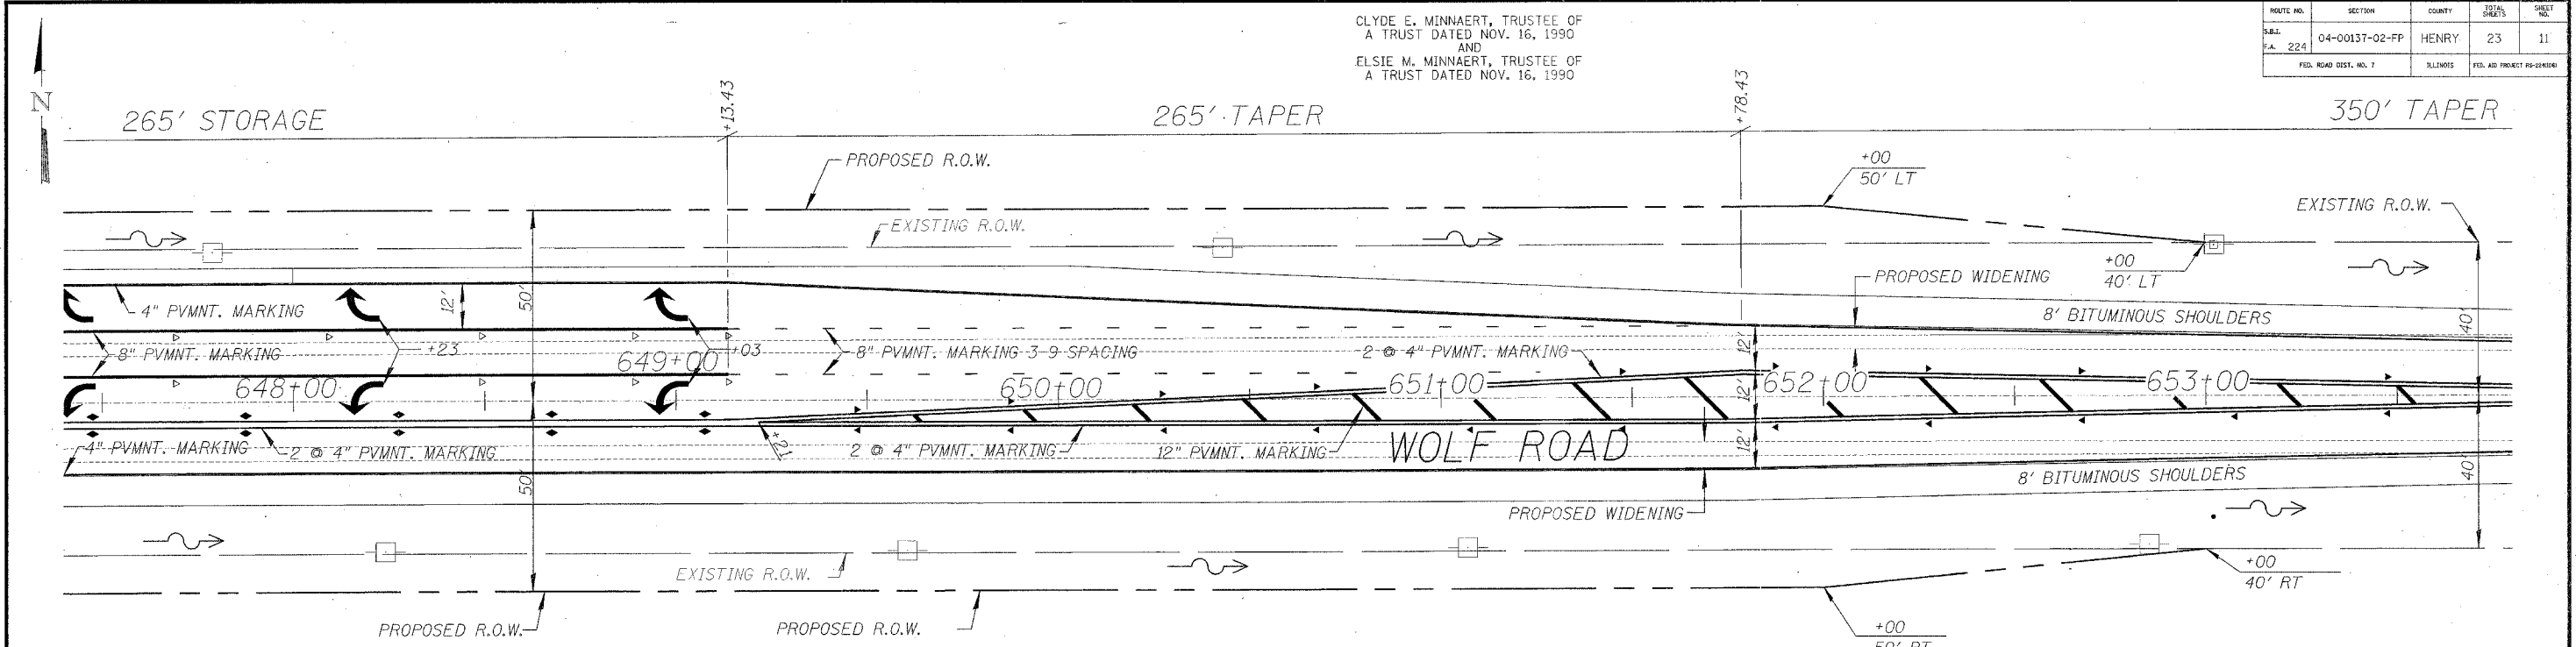 CLYDE E. MINNAERT, TRUSTEE OF
A TRUST DATED NOV. 16, 1990
AND
ELSIE M. MINNAERT, TRUSTEE OF
A TRUST DATED NOV. 16, 1990
ROUTE NO. SECTION COUNTY TOTAL SHEETS SHEET NO.
S.B.I.
F.A. 224 04-00137-02-FP HENRY 23 11
FED. ROAD DIST. NO. 7 ILLINOIS FED. AID PROJECT
N
265' STORAGE
+13.43
265' TAPER
+78.43
350' TAPER
PROPOSED R.O.W.
+00
50' LT
EXISTING R.O.W.
EXISTING R.O.W.
PROPOSED WIDENING
+00
40' LT
4" PVMNT. MARKING
12'
50'
8' BITUMINOUS SHOULDERS
40'
8" PVMNT. MARKING
+23
649+00
+03
8" PVMNT. MARKING 3-9 SPACING
2 @ 4" PVMNT. MARKING
12'
648+00
650+00
651+00
12'
652+00
653+00
4" PVMNT. MARKING
2 @ 4" PVMNT. MARKING
+21
2 @ 4" PVMNT. MARKING
12" PVMNT. MARKING
WOLF ROAD
12'
50'
8' BITUMINOUS SHOULDERS
40'
PROPOSED WIDENING
EXISTING R.O.W.
+00
40' RT
PROPOSED R.O.W.
PROPOSED R.O.W.
+00
50' RT